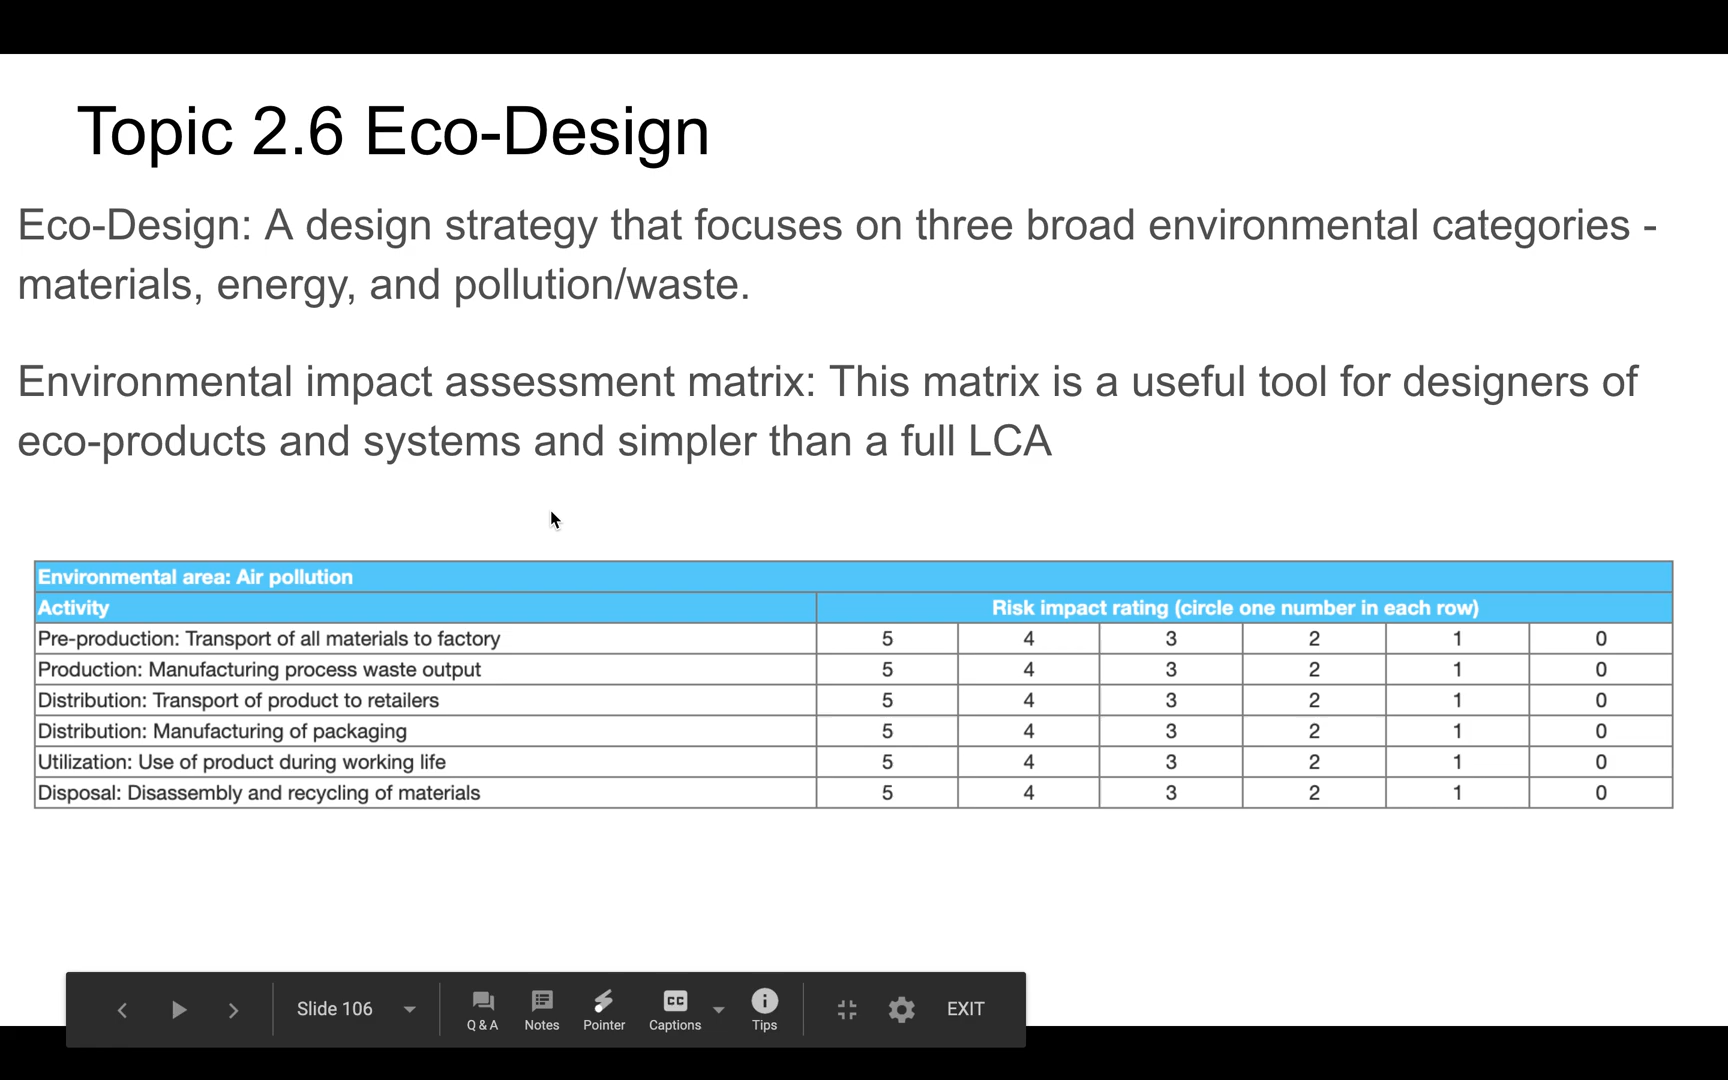 Topic 2.6 Eco-Design
Eco-Design: A design strategy that focuses on three broad environmental categories -
materials, energy, and pollution/waste.
Environmental impact assessment matrix: This matrix is a useful tool for designers of
eco-products and systems and simpler than a full LCA
Environmental area: Air pollution
Activity Risk impact rating (circle one number in each row)
Pre-production: Transport of all materials to factory 5 4 3 2 1 0
Production: Manufacturing process waste output 5 4 3 2 1 0
Distribution: Transport of product to retailers 5 4 3 2 1 0
Distribution: Manufacturing of packaging 5 4 3 2 1 0
Utilization: Use of product during working life 5 4 3 2 1 0
Disposal: Disassembly and recycling of materials 5 4 3 2 1 0
Slide 106 Q & A Notes Pointer CC Captions Tips EXIT